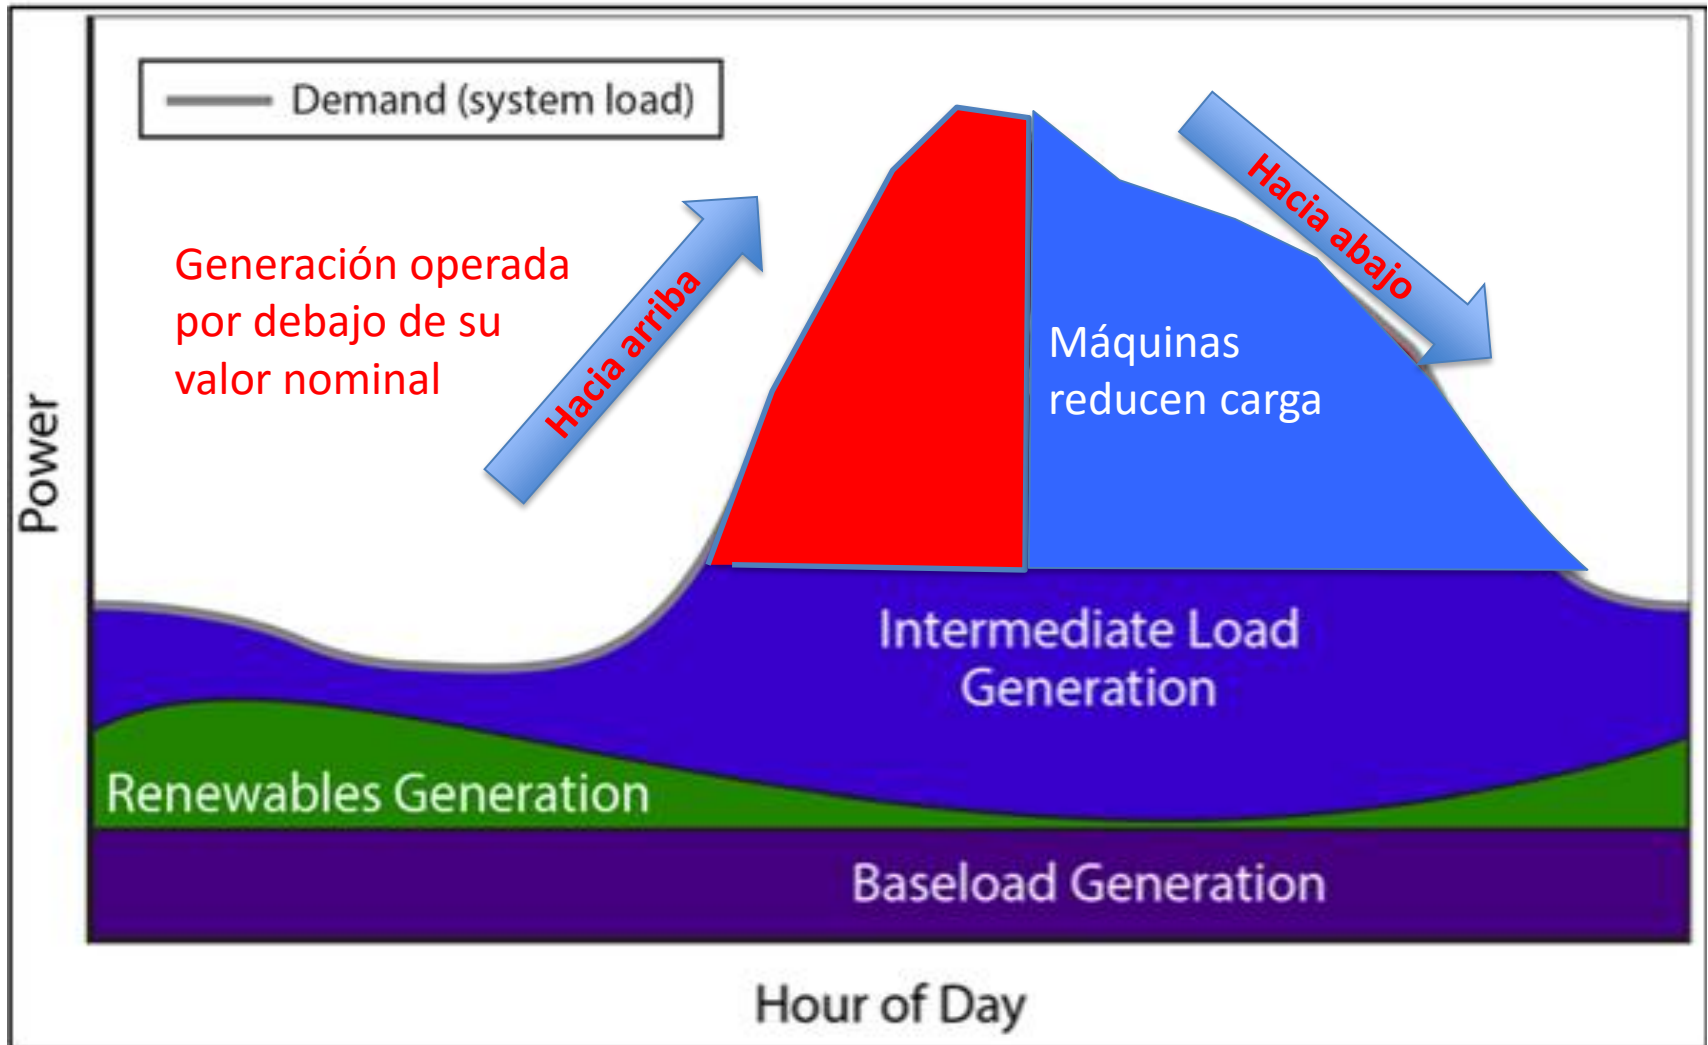 Demand (system load)
Generación operada
por debajo de su
valor nominal
Hacia arriba
Hacia abajo
Máquinas
reducen carga
Power
Intermediate Load
Generation
Renewables Generation
Baseload Generation
Hour of Day